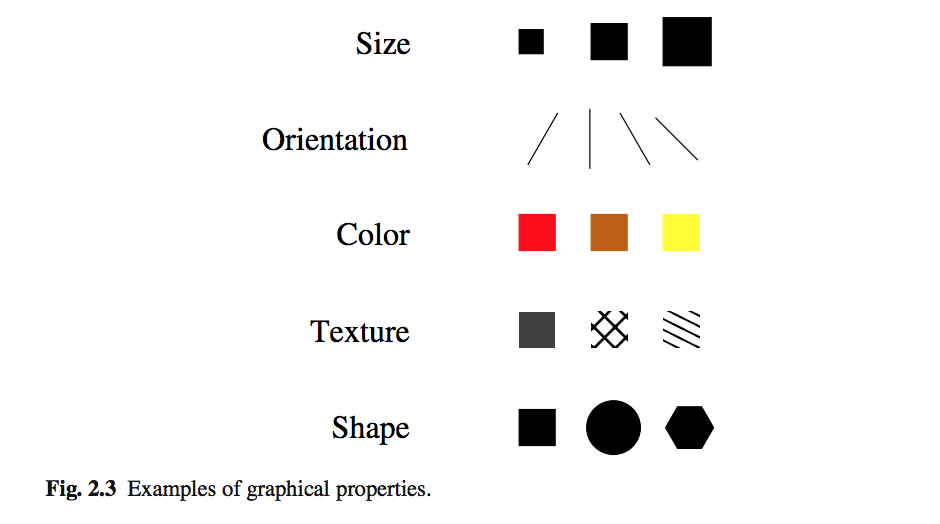 Size
Orientation
Color
Texture
Shape
Fig. 2.3 Examples of graphical properties.